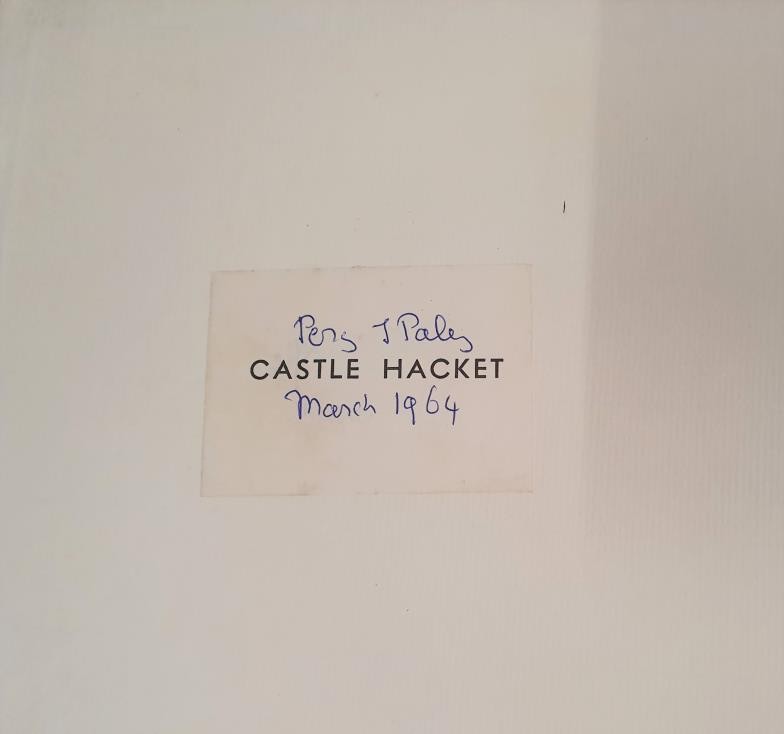 Percy J Paley
CASTLE HACKET
March 1964